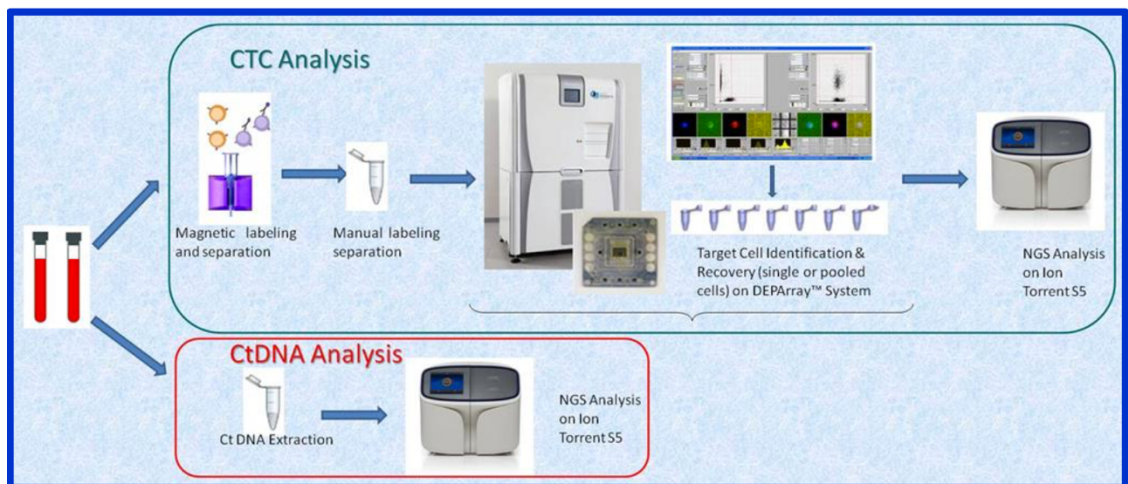 CTC Analysis
Magnetic labeling
and separation
Manual labeling
separation
Target Cell Identification &
Recovery (single or pooled
cells) on DEPArray™ System
NGS Analysis
on Ion
Torrent S5
CtDNA Analysis
Ct DNA Extraction
NGS Analysis
on Ion
Torrent S5